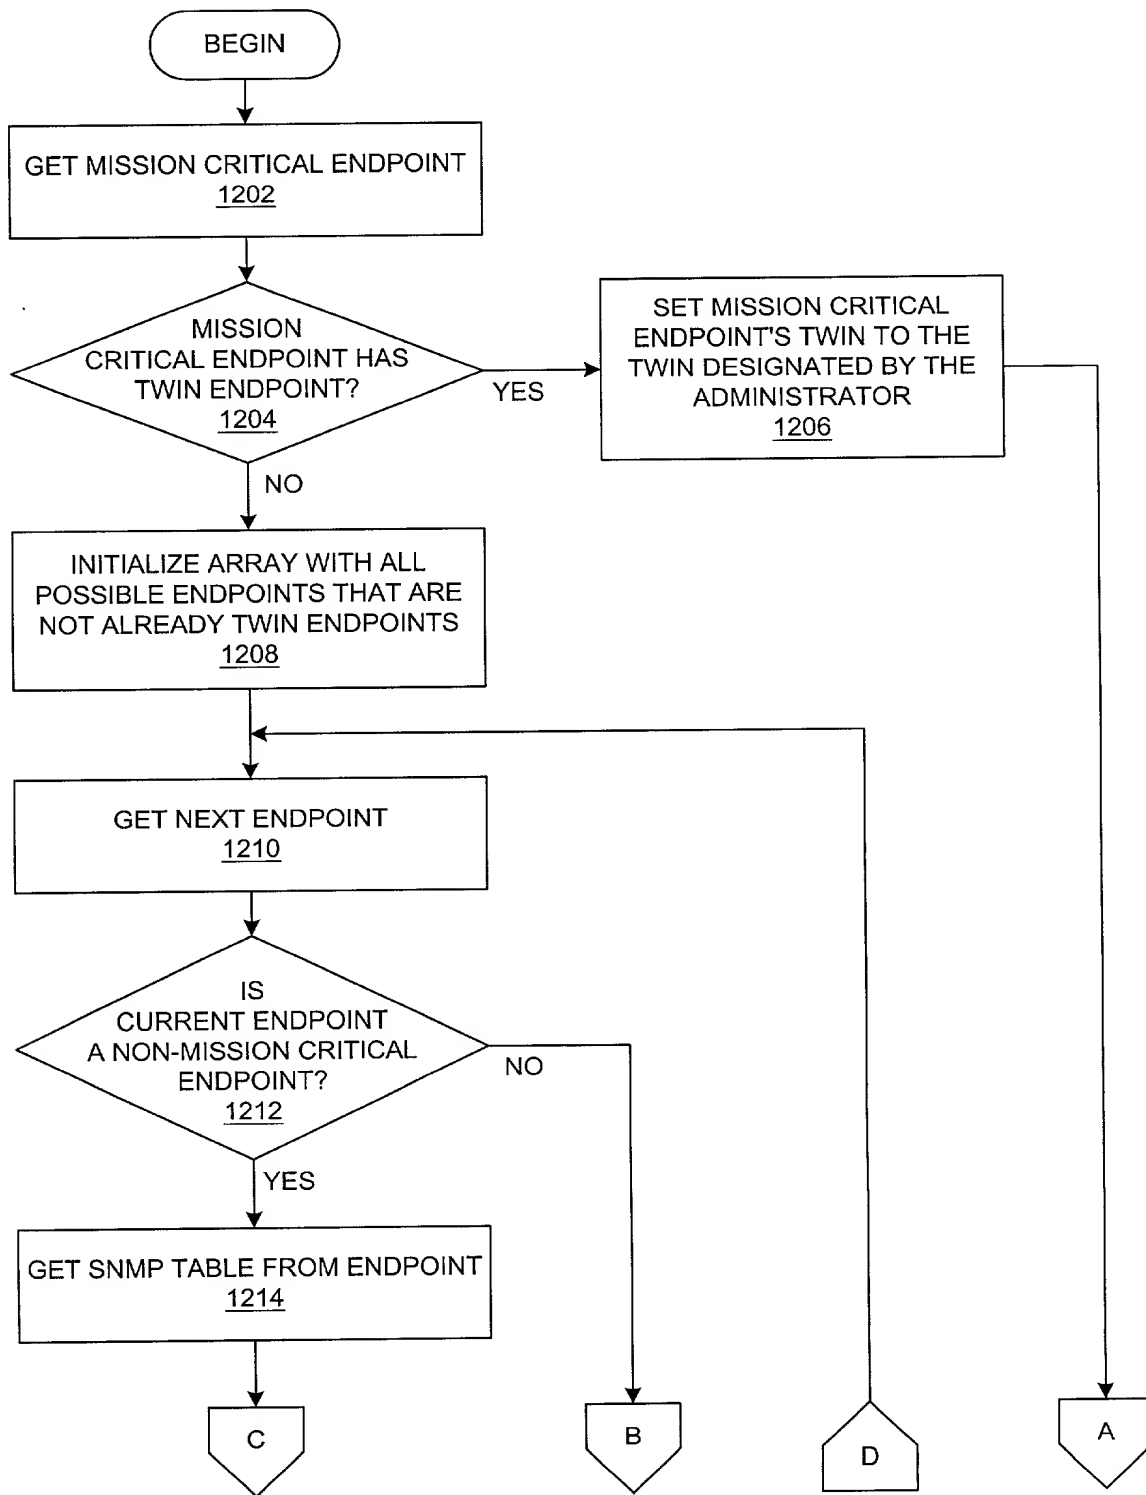 BEGIN
GET MISSION CRITICAL ENDPOINT
1202
MISSION
CRITICAL ENDPOINT HAS
TWIN ENDPOINT?
1204
YES
SET MISSION CRITICAL
ENDPOINT'S TWIN TO THE
TWIN DESIGNATED BY THE
ADMINISTRATOR
1206
NO
INITIALIZE ARRAY WITH ALL
POSSIBLE ENDPOINTS THAT ARE
NOT ALREADY TWIN ENDPOINTS
1208
GET NEXT ENDPOINT
1210
IS
CURRENT ENDPOINT
A NON-MISSION CRITICAL
ENDPOINT?
1212
NO
YES
GET SNMP TABLE FROM ENDPOINT
1214
C
B
D
A